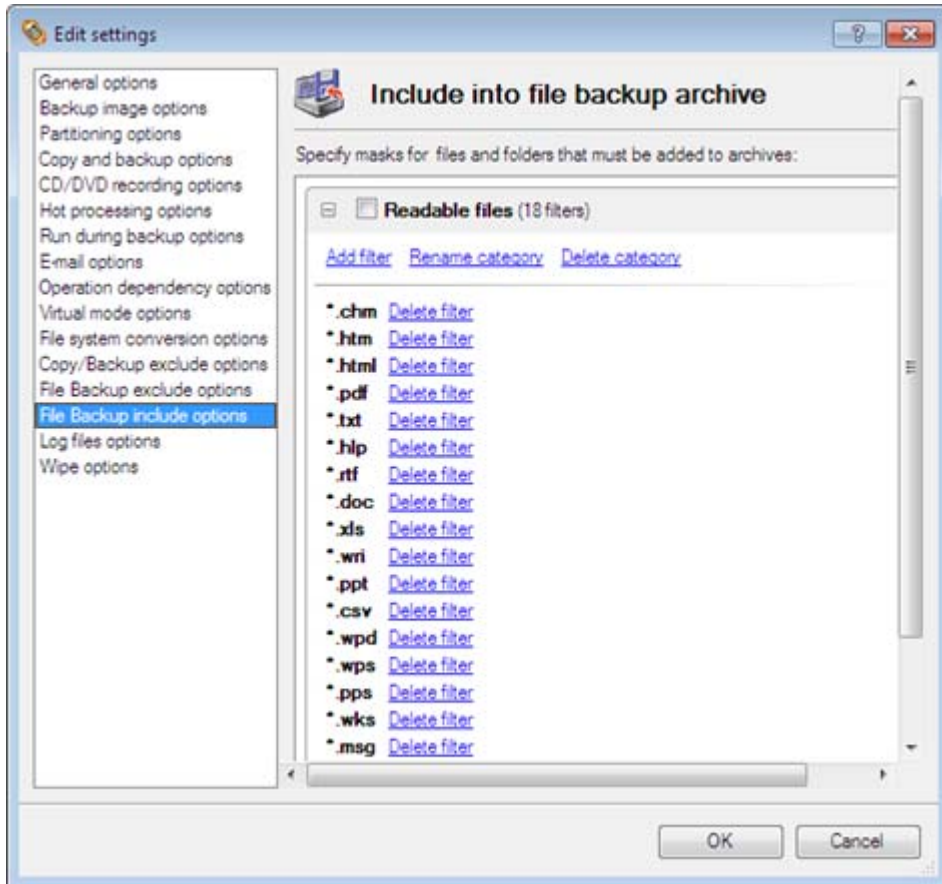 Edit settings
General options
Backup image options
Partitioning options
Copy and backup options
CD/DVD recording options
Hot processing options
Run during backup options
E-mail options
Operation dependency options
Virtual mode options
File system conversion options
Copy/Backup exclude options
File Backup exclude options
File Backup include options
Log files options
Wipe options
Include into file backup archive
Specify masks for files and folders that must be added to archives:
Readable files (18 filters)
Add filter Rename category Delete category
*.chm Delete filter
*.htm Delete filter
*.html Delete filter
*.pdf Delete filter
*.txt Delete filter
*.hlp Delete filter
*.rtf Delete filter
*.doc Delete filter
*.xls Delete filter
*.wri Delete filter
*.ppt Delete filter
*.csv Delete filter
*.wpd Delete filter
*.wps Delete filter
*.pps Delete filter
*.wks Delete filter
*.msg Delete filter
OK Cancel